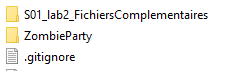 S01_lab2_FichiersComplementaires
ZombieParty
.gitignore